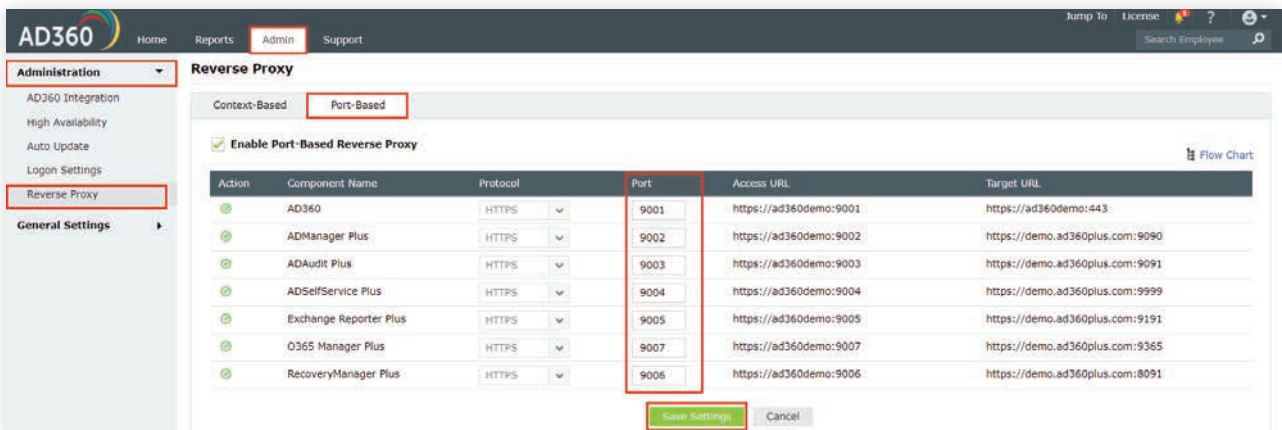 Jump To License ?
AD360 Home Reports Admin Support Search Employee
Administration
AD360 Integration
High Availability
Auto Update
Logon Settings
Reverse Proxy
General Settings
Reverse Proxy
Context-Based Port-Based
Enable Port-Based Reverse Proxy
Flow Chart
Action Component Name Protocol Port Access URL Target URL
AD360 HTTPS 9001 https://ad360demo:9001 https://ad360demo:443
ADManager Plus HTTPS 9002 https://ad360demo:9002 https://demo.ad360plus.com:9090
ADAudit Plus HTTPS 9003 https://ad360demo:9003 https://demo.ad360plus.com:9091
ADSelfService Plus HTTPS 9004 https://ad360demo:9004 https://demo.ad360plus.com:9999
Exchange Reporter Plus HTTPS 9005 https://ad360demo:9005 https://demo.ad360plus.com:9191
O365 Manager Plus HTTPS 9007 https://ad360demo:9007 https://demo.ad360plus.com:9365
RecoveryManager Plus HTTPS 9006 https://ad360demo:9006 https://demo.ad360plus.com:8091
Save Settings Cancel